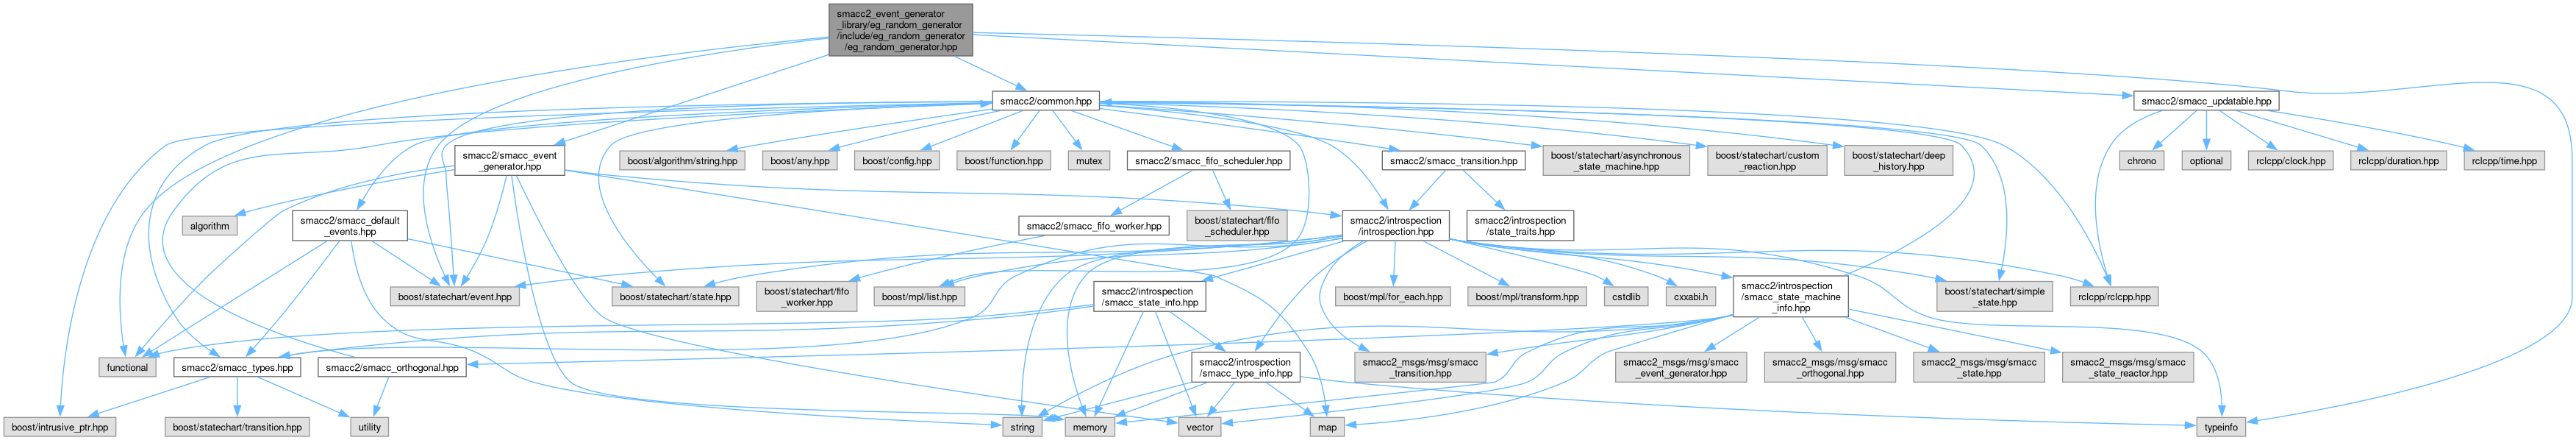 smacc2_event_generator
_library/eg_random_generator
/include/eg_random_generator
/eg_random_generator.hpp
smacc2/common.hpp
smacc2/smacc_updatable.hpp
smacc2/smacc_event
_generator.hpp
boost/algorithm/string.hpp
boost/any.hpp
boost/config.hpp
boost/function.hpp
mutex
smacc2/smacc_fifo_scheduler.hpp
smacc2/smacc_transition.hpp
boost/statechart/asynchronous
_state_machine.hpp
boost/statechart/custom
_reaction.hpp
boost/statechart/deep
_history.hpp
chrono
optional
rclcpp/clock.hpp
rclcpp/duration.hpp
rclcpp/time.hpp
algorithm
smacc2/smacc_default
_events.hpp
smacc2/smacc_fifo_worker.hpp
boost/statechart/fifo
_scheduler.hpp
smacc2/introspection
/introspection.hpp
smacc2/introspection
/state_traits.hpp
boost/statechart/event.hpp
boost/statechart/state.hpp
boost/statechart/fifo
_worker.hpp
boost/mpl/list.hpp
smacc2/introspection
/smacc_state_info.hpp
boost/mpl/for_each.hpp
boost/mpl/transform.hpp
cstdlib
cxxabi.h
smacc2/introspection
/smacc_state_machine
_info.hpp
boost/statechart/simple
_state.hpp
rclcpp/rclcpp.hpp
functional
smacc2/smacc_types.hpp
smacc2/smacc_orthogonal.hpp
smacc2/introspection
/smacc_type_info.hpp
smacc2_msgs/msg/smacc
_transition.hpp
smacc2_msgs/msg/smacc
_event_generator.hpp
smacc2_msgs/msg/smacc
_orthogonal.hpp
smacc2_msgs/msg/smacc
_state.hpp
smacc2_msgs/msg/smacc
_state_reactor.hpp
boost/intrusive_ptr.hpp
boost/statechart/transition.hpp
utility
string
memory
vector
map
typeinfo